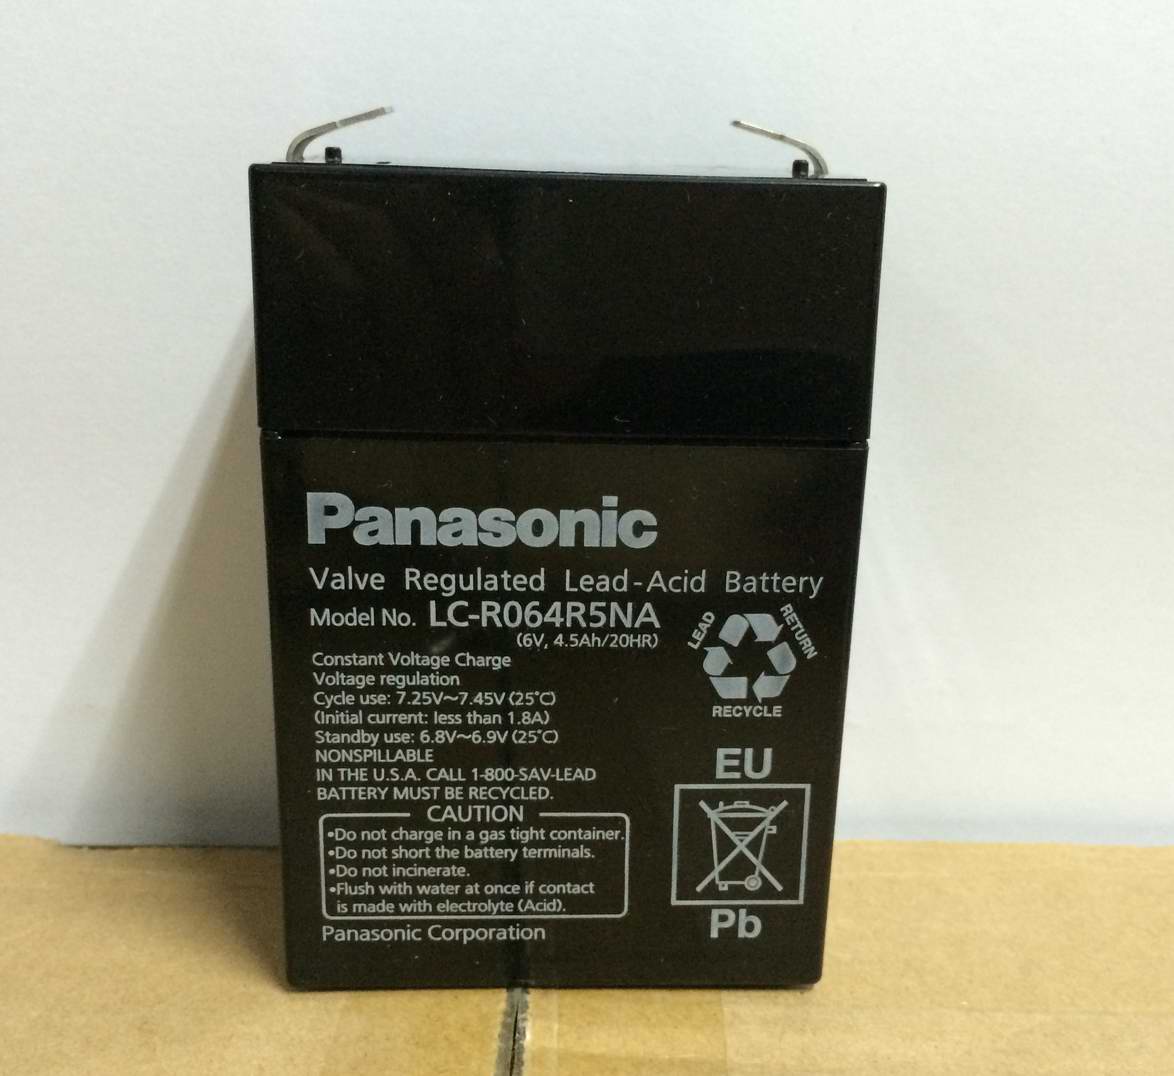 Panasonic
Valve Regulated Lead-Acid Battery
Model No. LC-R064R5NA
(6V, 4.5Ah/20HR)
Constant Voltage Charge
Voltage regulation
Cycle use: 7.25V~7.45V (25°C)
(Initial current: less than 1.8A)
Standby use: 6.8V~6.9V (25°C)
NONSPILLABLE
IN THE U.S.A. CALL 1-800-SAV-LEAD
BATTERY MUST BE RECYCLED.
CAUTION
•Do not charge in a gas tight container.
•Do not short the battery terminals.
•Do not incinerate.
•Flush with water at once if contact
is made with electrolyte (Acid).
Panasonic Corporation
LEAD
RETURN
RECYCLE
EU
Pb